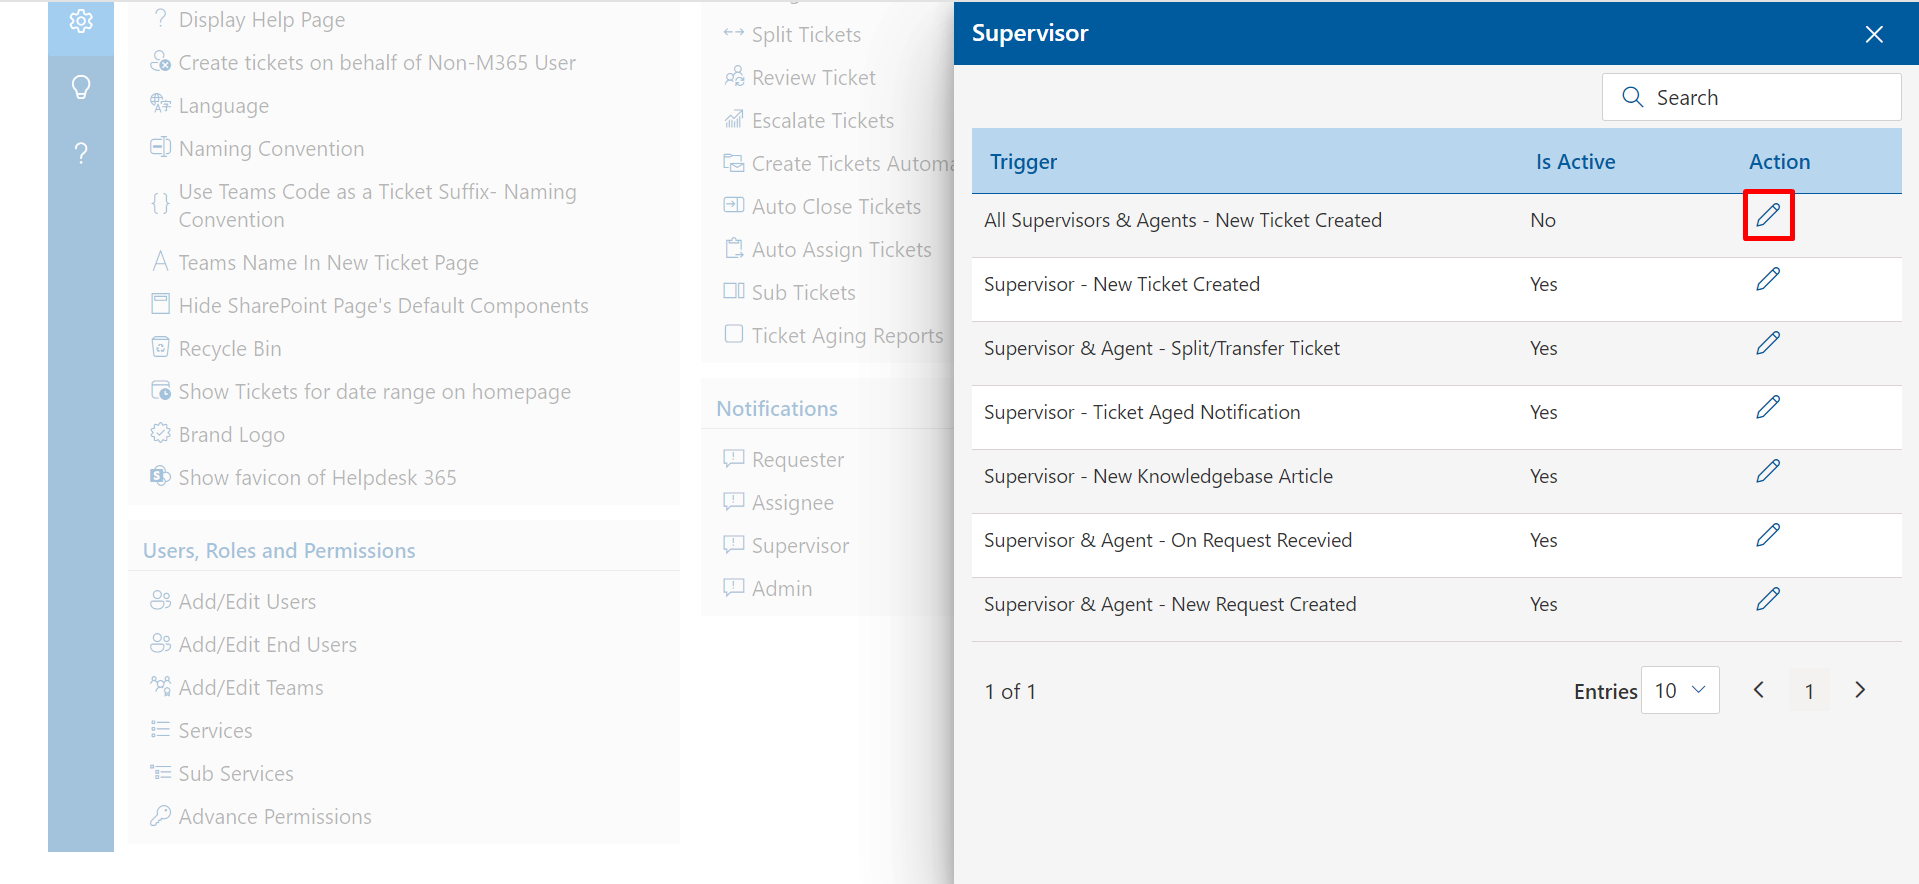 Display Help Page
Create tickets on behalf of Non-M365 User
Language
Naming Convention
Use Teams Code as a Ticket Suffix- Naming
Convention
Teams Name In New Ticket Page
Hide SharePoint Page's Default Components
Recycle Bin
Show Tickets for date range on homepage
Brand Logo
Show favicon of Helpdesk 365
Users, Roles and Permissions
Add/Edit Users
Add/Edit End Users
Add/Edit Teams
Services
Sub Services
Advance Permissions
Split Tickets
Review Ticket
Escalate Tickets
Create Tickets Automa
Auto Close Tickets
Auto Assign Tickets
Sub Tickets
Ticket Aging Reports
Notifications
Requester
Assignee
Supervisor
Admin
Supervisor
Search
Trigger Is Active Action
All Supervisors & Agents - New Ticket Created No
Supervisor - New Ticket Created Yes
Supervisor & Agent - Split/Transfer Ticket Yes
Supervisor - Ticket Aged Notification Yes
Supervisor - New Knowledgebase Article Yes
Supervisor & Agent - On Request Recevied Yes
Supervisor & Agent - New Request Created Yes
1 of 1 Entries 10 1